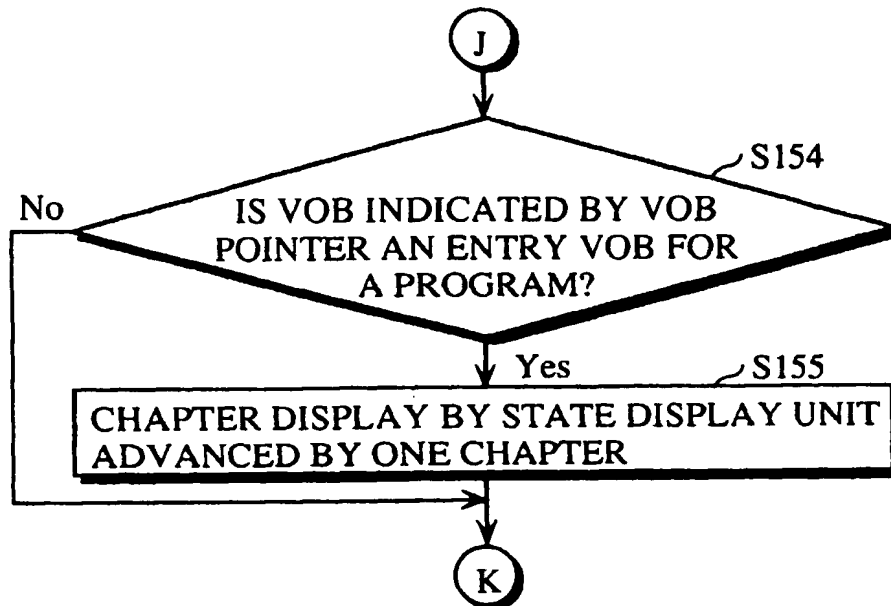 J
S154
No
IS VOB INDICATED BY VOB
POINTER AN ENTRY VOB FOR
A PROGRAM?
Yes
S155
CHAPTER DISPLAY BY STATE DISPLAY UNIT
ADVANCED BY ONE CHAPTER
K